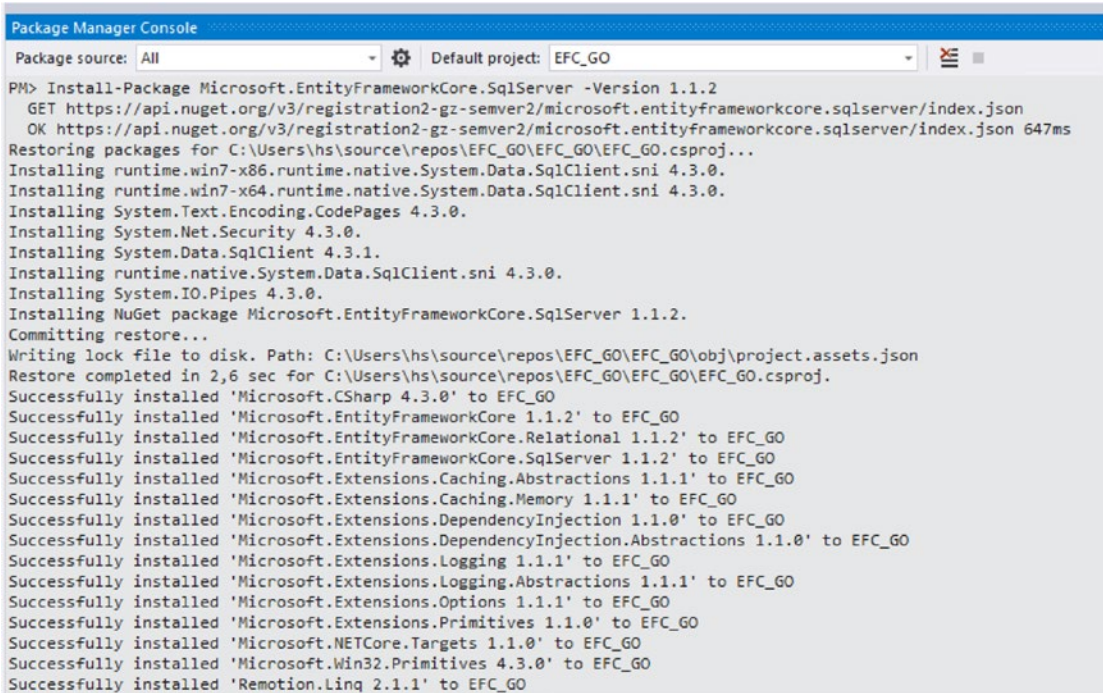 Package Manager Console
Package source: All Default project: EFC_GO
PM> Install-Package Microsoft.EntityFrameworkCore.SqlServer -Version 1.1.2
GET https://api.nuget.org/v3/registration2-gz-semver2/microsoft.entityframeworkcore.sqlserver/index.json
OK https://api.nuget.org/v3/registration2-gz-semver2/microsoft.entityframeworkcore.sqlserver/index.json 647ms
Restoring packages for C:\Users\hs\source\repos\EFC_GO\EFC_GO\EFC_GO.csproj...
Installing runtime.win7-x86.runtime.native.System.Data.SqlClient.sni 4.3.0.
Installing runtime.win7-x64.runtime.native.System.Data.SqlClient.sni 4.3.0.
Installing System.Text.Encoding.CodePages 4.3.0.
Installing System.Net.Security 4.3.0.
Installing System.Data.SqlClient 4.3.1.
Installing runtime.native.System.Data.SqlClient.sni 4.3.0.
Installing System.IO.Pipes 4.3.0.
Installing NuGet package Microsoft.EntityFrameworkCore.SqlServer 1.1.2.
Committing restore...
Writing lock file to disk. Path: C:\Users\hs\source\repos\EFC_GO\EFC_GO\obj\project.assets.json
Restore completed in 2,6 sec for C:\Users\hs\source\repos\EFC_GO\EFC_GO\EFC_GO.csproj.
Successfully installed 'Microsoft.CSharp 4.3.0' to EFC_GO
Successfully installed 'Microsoft.EntityFrameworkCore 1.1.2' to EFC_GO
Successfully installed 'Microsoft.EntityFrameworkCore.Relational 1.1.2' to EFC_GO
Successfully installed 'Microsoft.EntityFrameworkCore.SqlServer 1.1.2' to EFC_GO
Successfully installed 'Microsoft.Extensions.Caching.Abstractions 1.1.1' to EFC_GO
Successfully installed 'Microsoft.Extensions.Caching.Memory 1.1.1' to EFC_GO
Successfully installed 'Microsoft.Extensions.DependencyInjection 1.1.0' to EFC_GO
Successfully installed 'Microsoft.Extensions.DependencyInjection.Abstractions 1.1.0' to EFC_GO
Successfully installed 'Microsoft.Extensions.Logging 1.1.1' to EFC_GO
Successfully installed 'Microsoft.Extensions.Logging.Abstractions 1.1.1' to EFC_GO
Successfully installed 'Microsoft.Extensions.Options 1.1.1' to EFC_GO
Successfully installed 'Microsoft.Extensions.Primitives 1.1.0' to EFC_GO
Successfully installed 'Microsoft.NETCore.Targets 1.1.0' to EFC_GO
Successfully installed 'Microsoft.Win32.Primitives 4.3.0' to EFC_GO
Successfully installed 'Remotion.Linq 2.1.1' to EFC_GO